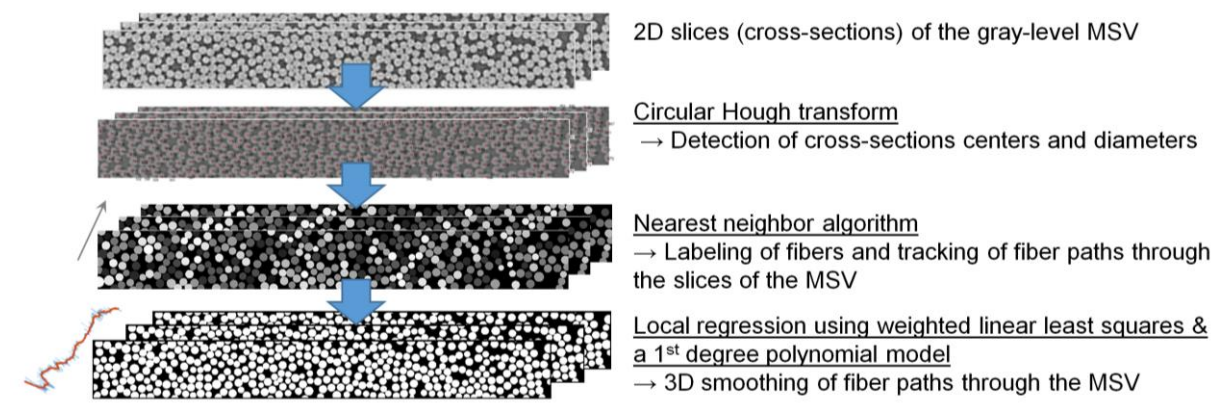 2D slices (cross-sections) of the gray-level MSV
Circular Hough transform
→ Detection of cross-sections centers and diameters
Nearest neighbor algorithm
→ Labeling of fibers and tracking of fiber paths through
the slices of the MSV
Local regression using weighted linear least squares &
a 1st degree polynomial model
→ 3D smoothing of fiber paths through the MSV